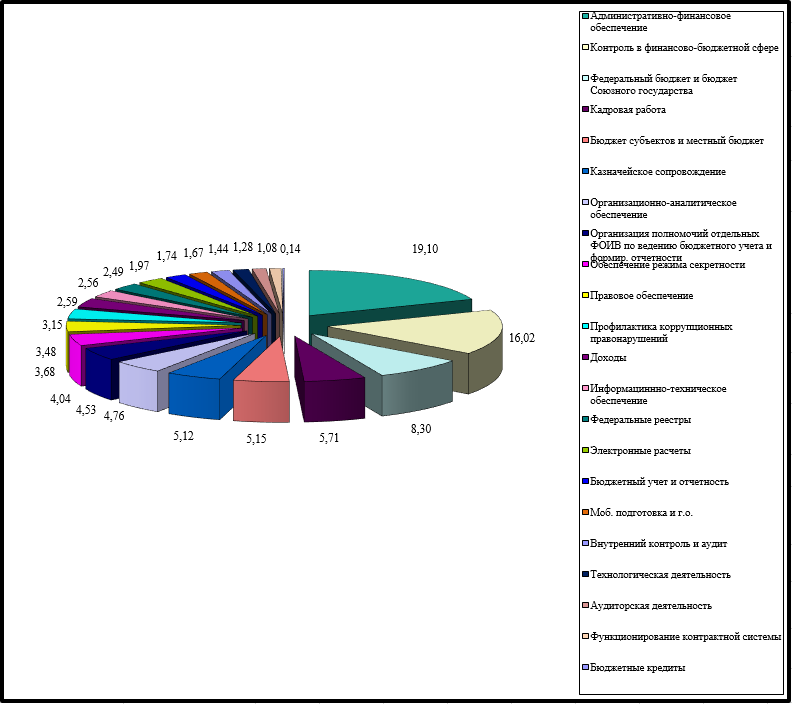 Административно-финансовое
обеспечение
Контроль в финансово-бюджетной сфере
Федеральный бюджет и бюджет
Союзного государства
Кадровая работа
Бюджет субъектов и местный бюджет
Казначейское сопровождение
Организационно-аналитическое
обеспечение
Организация полномочий отдельных
ФОИВ по ведению бюджетного учета и
формир. отчетности
Обеспечение режима секретности
Правовое обеспечение
Профилактика коррупционных
правонарушений
Доходы
Информациннно-техническое
обеспечение
Федеральные реестры
Электронные расчеты
Бюджетный учет и отчетность
Моб. подготовка и г.о.
Внутренний контроль и аудит
Технологическая деятельность
Аудиторская деятельность
Функционирование контрактной системы
Бюджетные кредиты
19,10
16,02
8,30
5,71
5,15
5,12
4,76
4,53
4,04
3,68
3,48
3,15
2,59
2,56
2,49
1,97
1,74
1,67
1,44
1,28
1,08
0,14